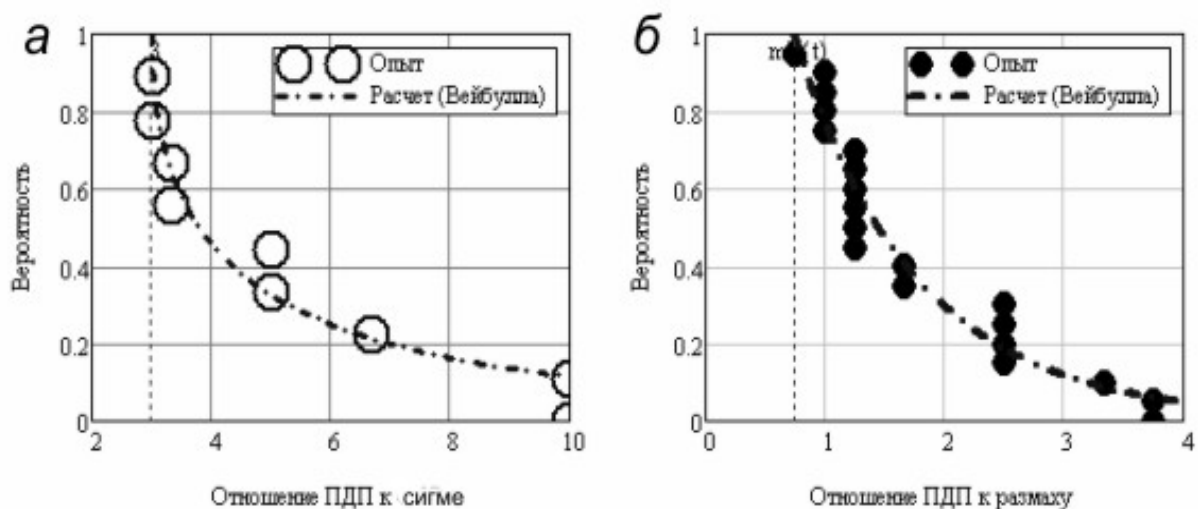 а
1
0.8
0.6
0.4
0.2
0
Вероятность
Опыт
Расчет (Вейбулла)
2
4
6
8
10
Отношение ПДП к сигме
б
1
0.8
0.6
0.4
0.2
0
Вероятность
Опыт
Расчет (Вейбулла)
0
1
2
3
4
Отношение ПДП к размаху